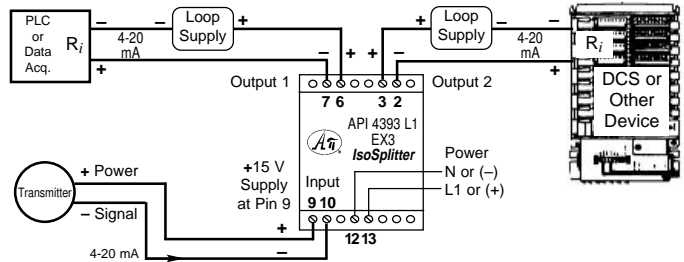 PLC
or
Data
Acq.
Ri
–
–
4-20
mA
+
Loop
Supply
+
–
+
+
–
Loop
Supply
+
–
–
4-20
mA
+
Ri
DCS or
Other
Device
Output 1
7 6
3 2
Output 2
API 4393 L1
EX3
IsoSplitter
Aπ
+15 V
Supply
at Pin 9
Input
9 10
Power
N or (–)
L1 or (+)
12 13
Transmitter
+ Power
– Signal
+
–
4-20 mA